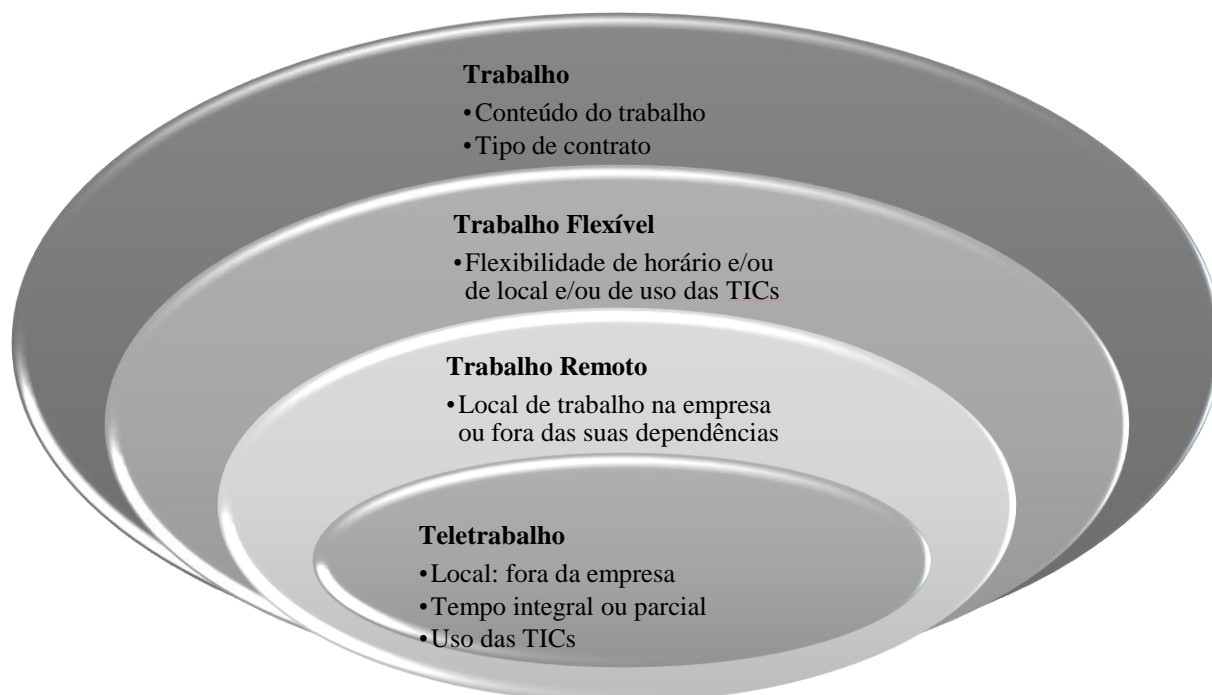 Trabalho
•Conteúdo do trabalho
•Tipo de contrato
Trabalho Flexível
•Flexibilidade de horário e/ou
de local e/ou de uso das TICs
Trabalho Remoto
•Local de trabalho na empresa
ou fora das suas dependências
Teletrabalho
•Local: fora da empresa
•Tempo integral ou parcial
•Uso das TICs